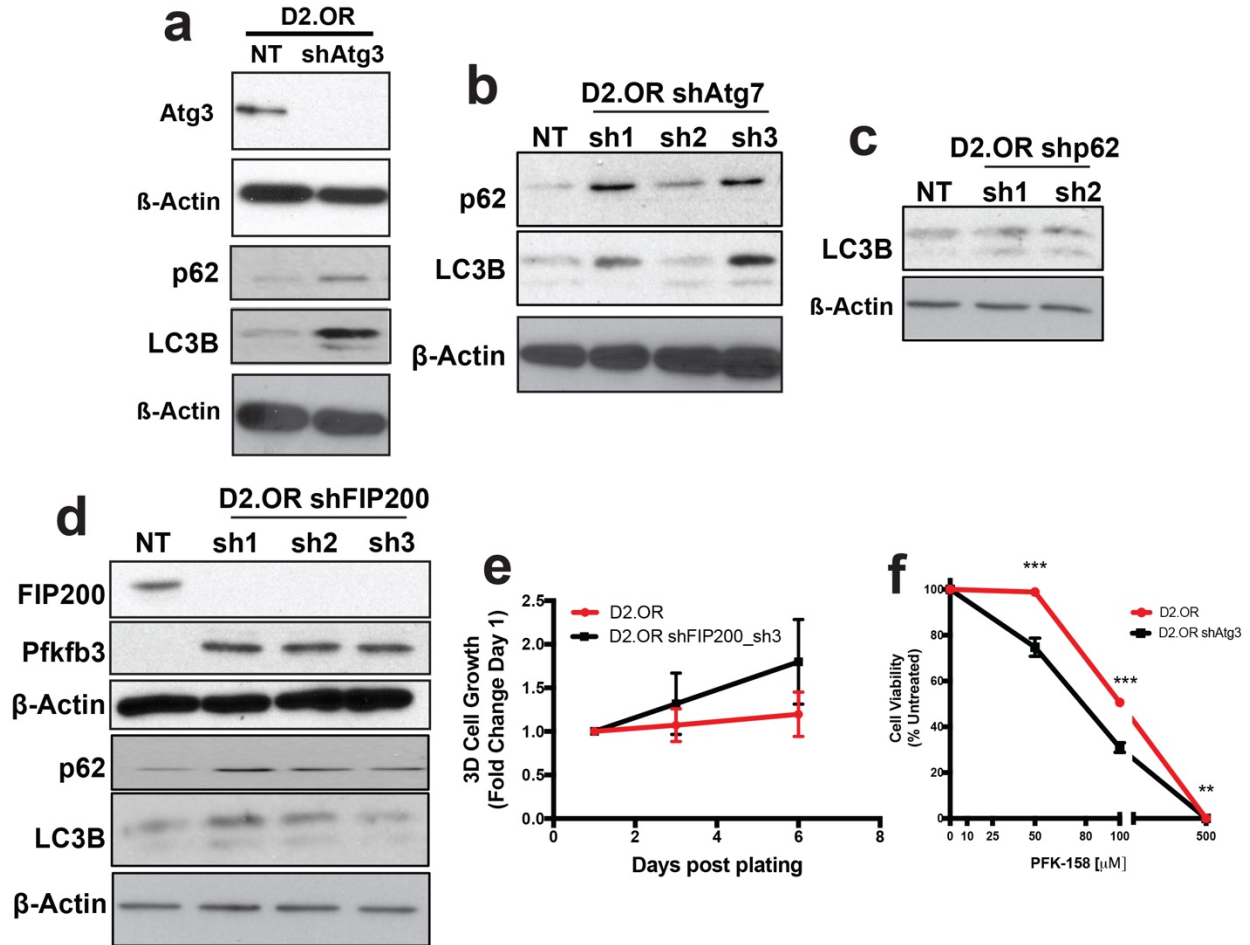 a
D2.OR
NT shAtg3
Atg3
ß-Actin
p62
LC3B
ß-Actin
b
D2.OR shAtg7
NT sh1 sh2 sh3
p62
LC3B
β-Actin
c
D2.OR shp62
NT sh1 sh2
LC3B
ß-Actin
d
D2.OR shFIP200
NT sh1 sh2 sh3
FIP200
Pfkfb3
β-Actin
p62
LC3B
β-Actin
e
D2.OR
D2.OR shFIP200_sh3
3D Cell Growth
(Fold Change Day 1)
2.5
2.0
1.5
1.0
0.5
0.0
0 2 4 6 8
Days post plating
f
***
***
**
D2.OR
D2.OR shAtg3
Cell Viability
(% Untreated)
100
80
60
40
20
0
0 10 25 50 80 100 500
PFK-158 [µM]